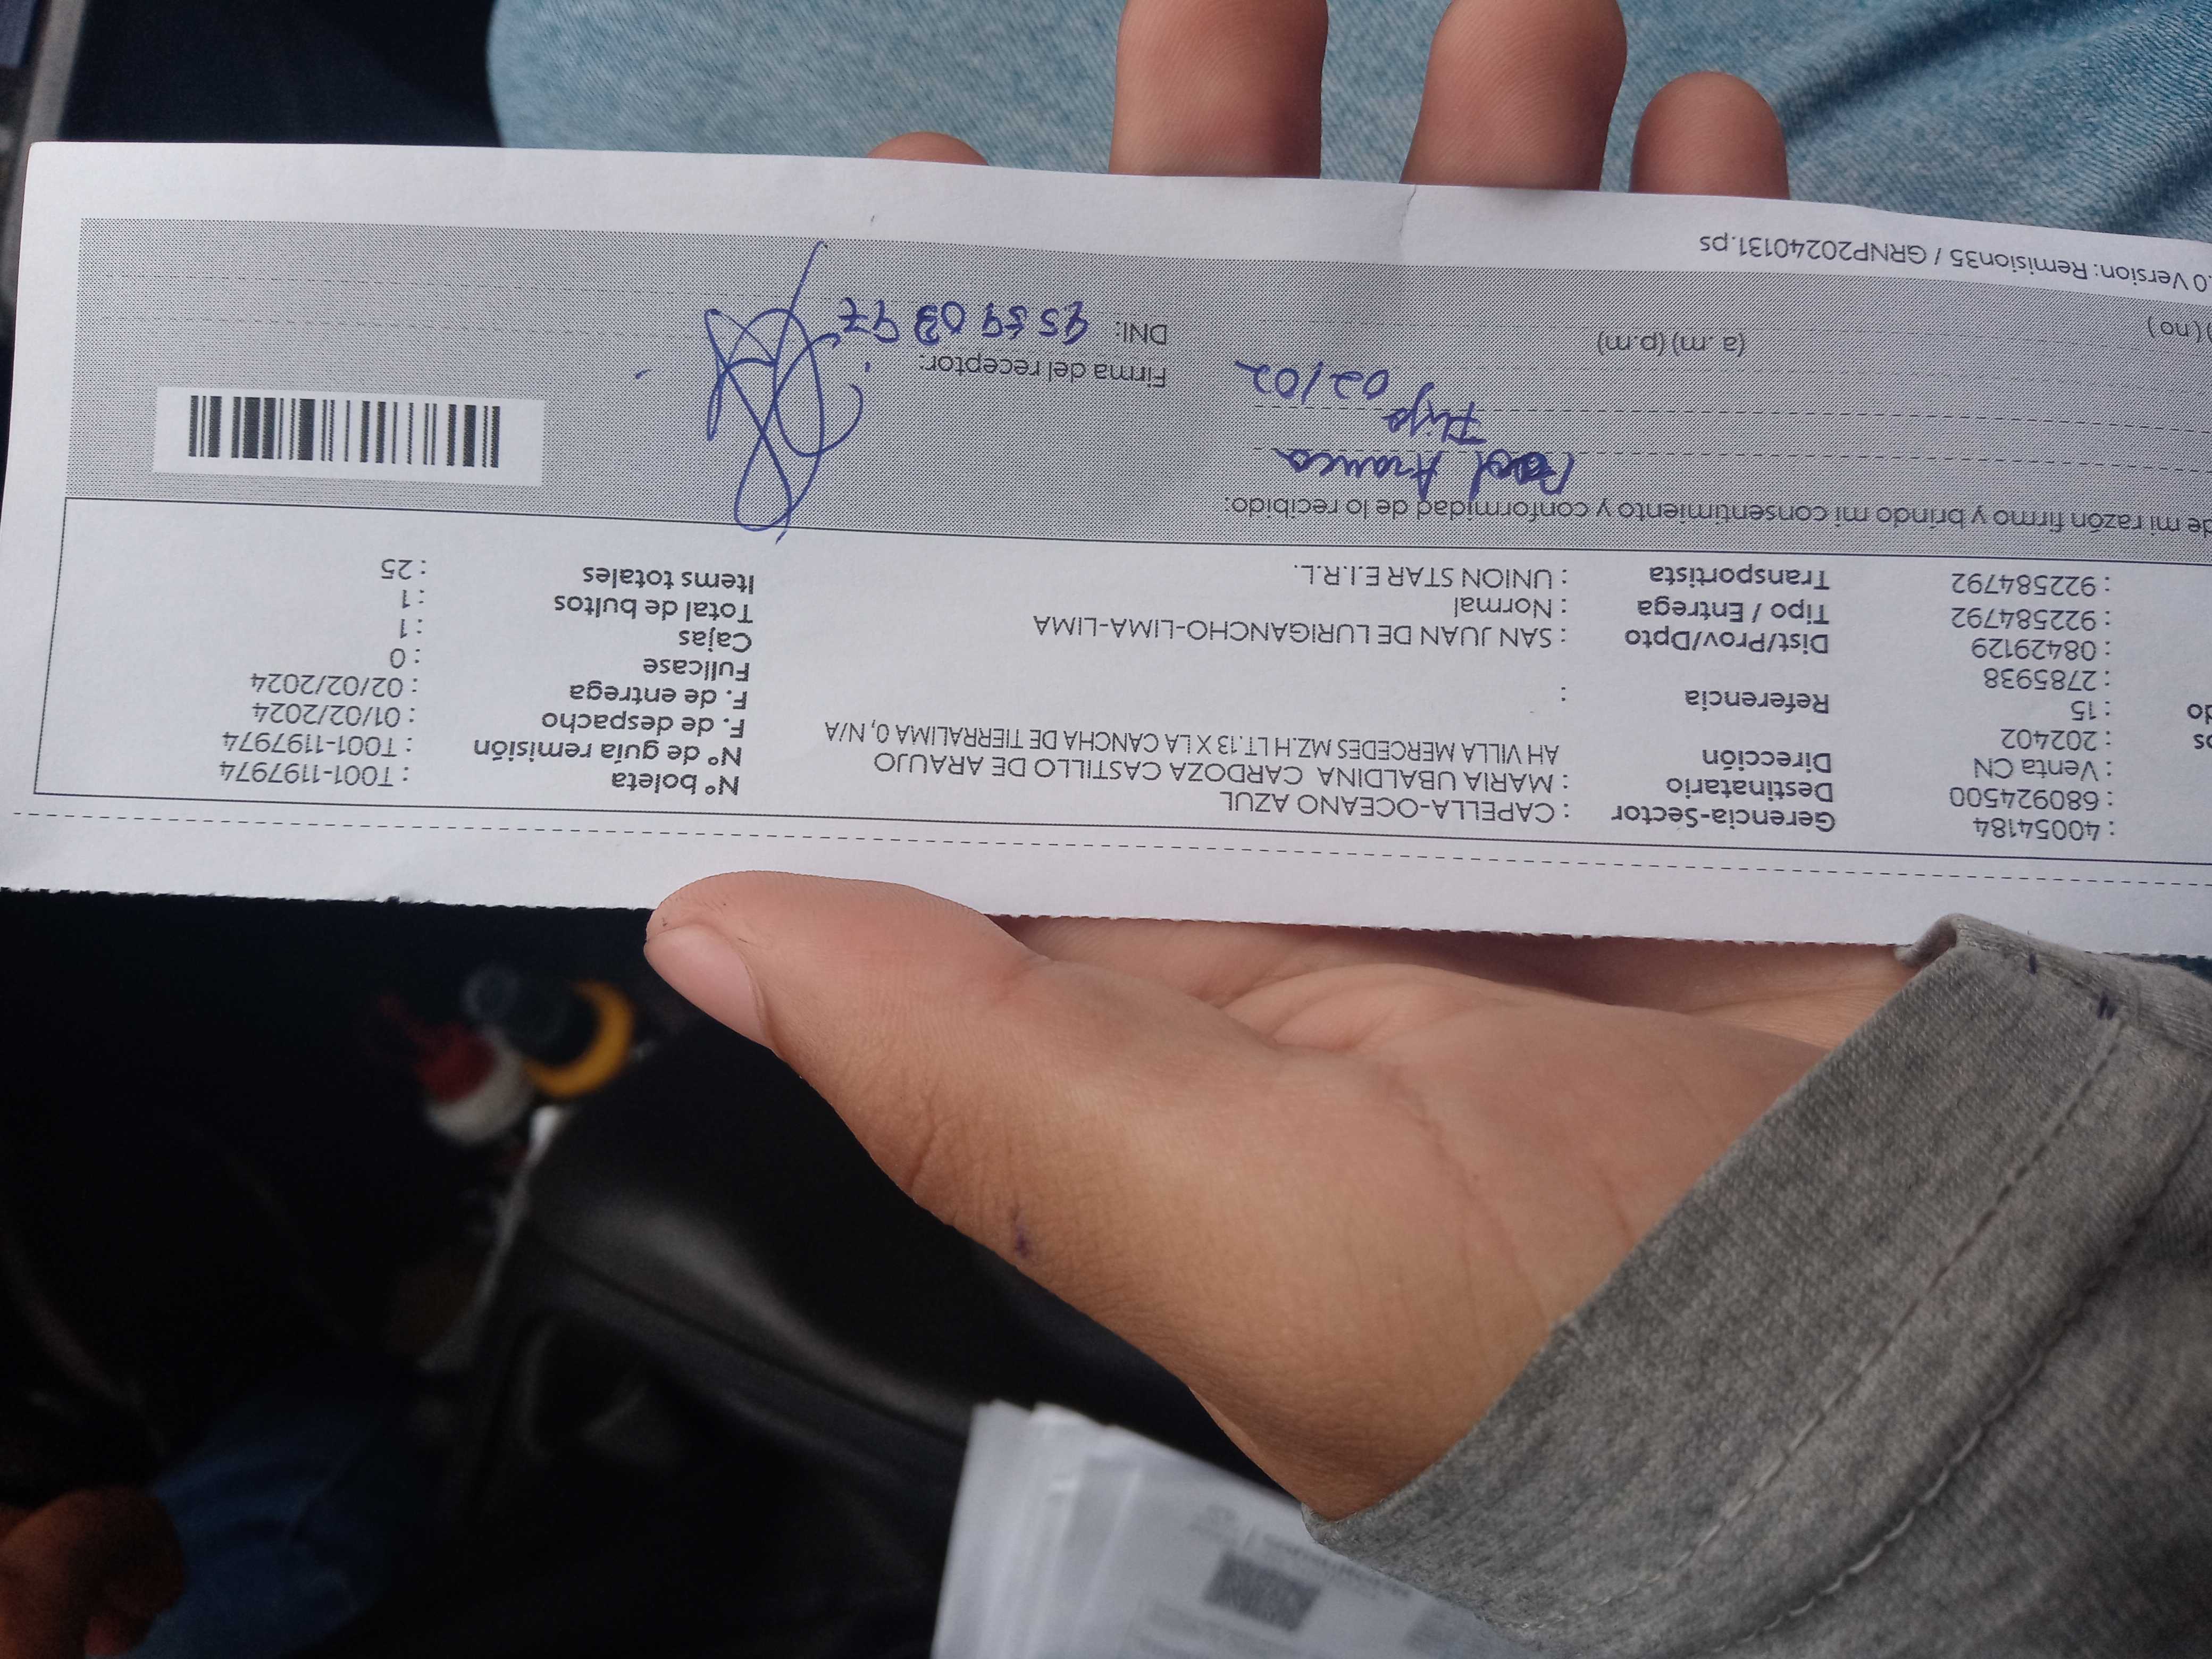 : 40054184 Gerencia-Sector : CAPELLA-OCEANO AZUL Nº boleta : T001-1197974
: 680924500 Destinatario : MARIA UBALDINA CARDOZA CASTILLO DE ARAUJO Nº de guía remisión : T001-1197974
: Venta CN Dirección AH VILLA MERCEDES MZ.H LT.13 X LA CANCHA DE TIERRALIMA 0, N/A F. de despacho : 01/02/2024
: 202402 F. de entrega : 02/02/2024
: 15 Referencia : Fullcase : 0
: 2785938 Cajas : 1
: 08429129 Dist/Prov/Dpto : SAN JUAN DE LURIGANCHO-LIMA-LIMA Total de bultos : 1
: 922584792 Tipo / Entrega : Normal Items totales : 25
: 922584792 Transportista : UNION STAR E.I.R.L.
de mi razón firmo y brindo mi consentimiento y conformidad de lo recibido:
02/02
Firma del receptor:
(no) (a .m) (p.m) DNI:
.0 Version: Remision35 / GRNP20240131.ps